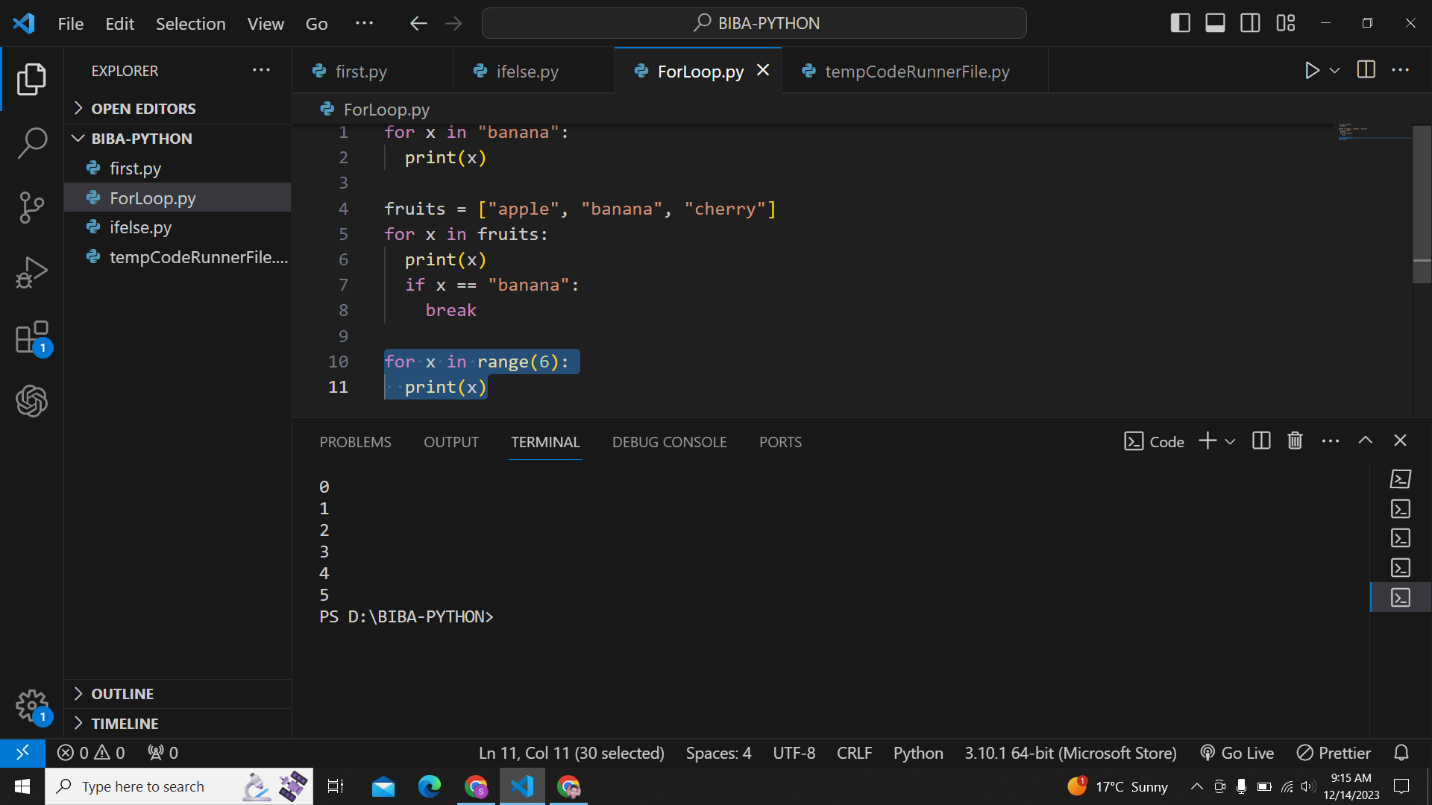 File Edit Selection View Go ··· BIBA-PYTHON
EXPLORER ···
OPEN EDITORS
BIBA-PYTHON
first.py
ForLoop.py
ifelse.py
tempCodeRunnerFile....
OUTLINE
TIMELINE
1
1
first.py ifelse.py ForLoop.py tempCodeRunnerFile.py ···
ForLoop.py
1 for x in "banana":
2   print(x)
3
4 fruits = ["apple", "banana", "cherry"]
5 for x in fruits:
6   print(x)
7   if x == "banana":
8     break
9
10 for·x·in·range(6):
11 ··print(x)
PROBLEMS OUTPUT TERMINAL DEBUG CONSOLE PORTS Code ···
0
1
2
3
4
5
PS D:\BIBA-PYTHON>
0 0 0 Ln 11, Col 11 (30 selected) Spaces: 4 UTF-8 CRLF Python 3.10.1 64-bit (Microsoft Store) Go Live Prettier
Type here to search S 1 17°C Sunny 9:15 AM
12/14/2023